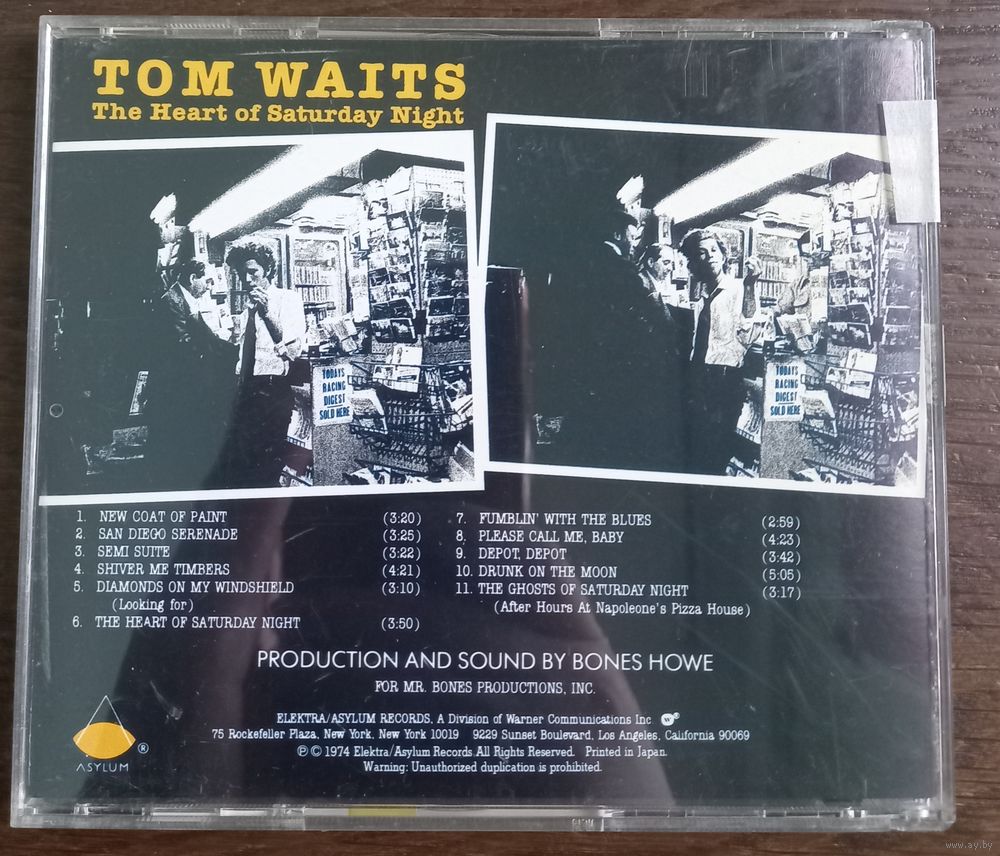 TOM WAITS
The Heart of Saturday Night
TODAYS
RACING
DIGEST
SOLD HERE
TODAYS
RACING
DIGEST
SOLD HERE
1. NEW COAT OF PAINT (3:20)
2. SAN DIEGO SERENADE (3:25)
3. SEMI SUITE (3:22)
4. SHIVER ME TIMBERS (4:21)
5. DIAMONDS ON MY WINDSHIELD (3:10)
(Looking for)
6. THE HEART OF SATURDAY NIGHT (3:50)
7. FUMBLIN' WITH THE BLUES (2:59)
8. PLEASE CALL ME, BABY (4:23)
9. DEPOT, DEPOT (3:42)
10. DRUNK ON THE MOON (5:05)
11. THE GHOSTS OF SATURDAY NIGHT (3:17)
(After Hours At Napoleone's Pizza House)
PRODUCTION AND SOUND BY BONES HOWE
FOR MR. BONES PRODUCTIONS, INC.
ELEKTRA/ASYLUM RECORDS, A Division of Warner Communications Inc
75 Rockefeller Plaza, New York, New York 10019 9229 Sunset Boulevard, Los Angeles, California 90069
℗ © 1974 Elektra/Asylum Records. All Rights Reserved. Printed in Japan.
Warning: Unauthorized duplication is prohibited.
ASYLUM ®
www.ay.by